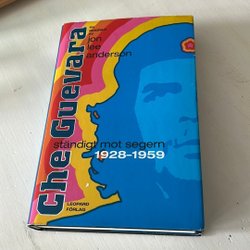 Che Guevara
jon
lee
anderson
ständigt mot segern
1928-1959
LEOPARD
FÖRLAG